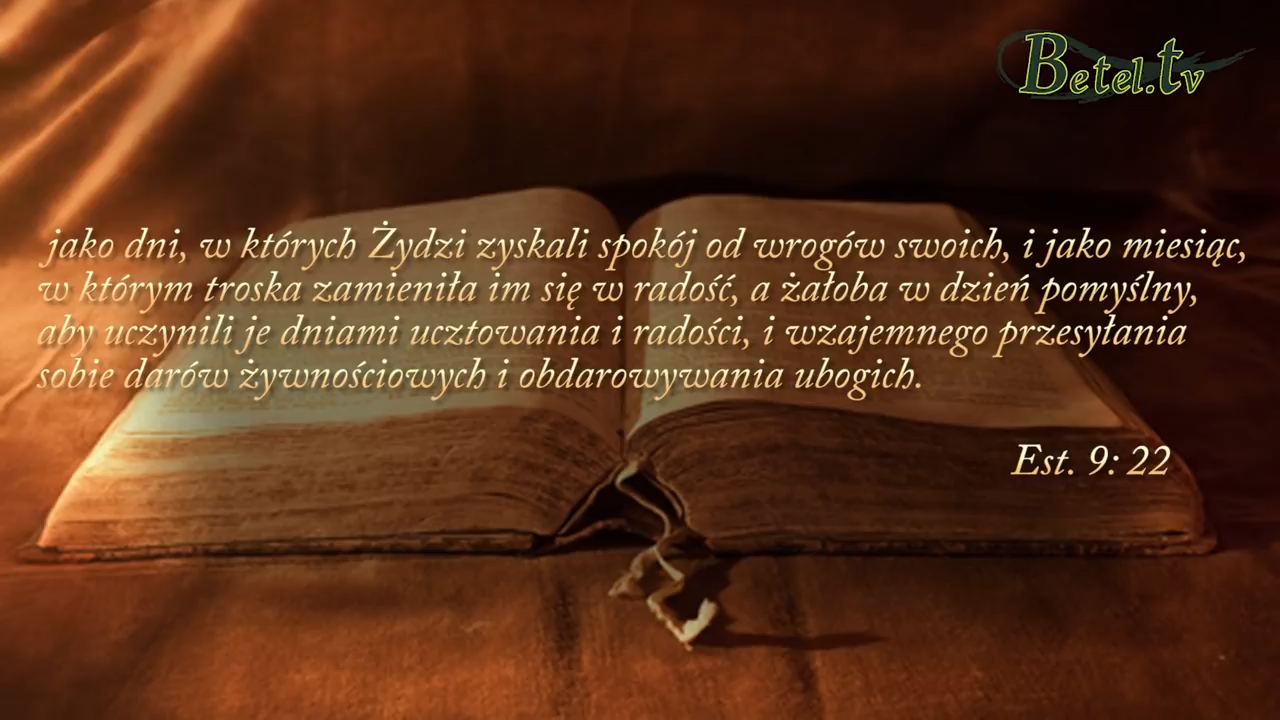 Betel.tv
jako dni, w których Żydzi zyskali spokój od wrogów swoich, i jako miesiąc,
w którym troska zamieniła im się w radość, a żałoba w dzień pomyślny,
aby uczynili je dniami ucztowania i radości, i wzajemnego przesyłania
sobie darów żywnościowych i obdarowywania ubogich.
Est. 9: 22